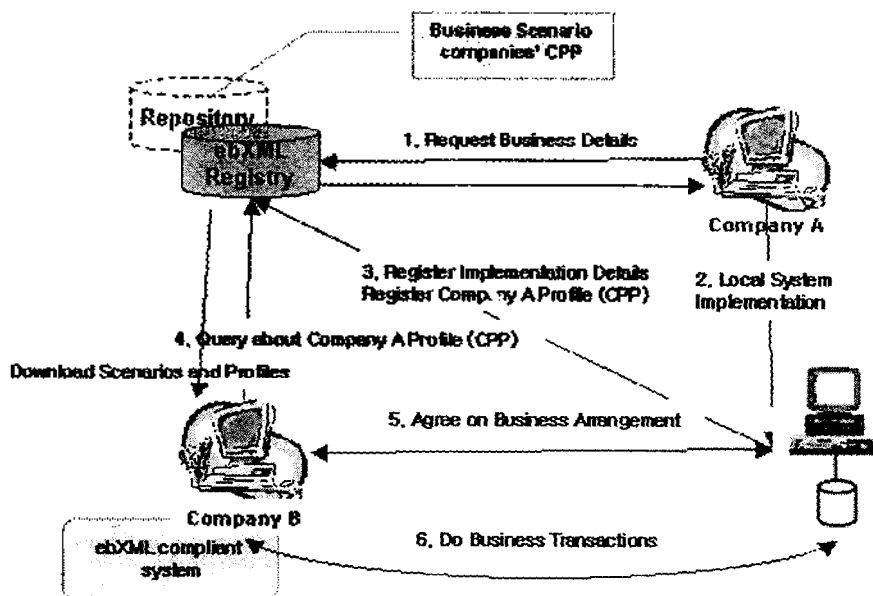 Business Scenario
companies' CPP
Repository
ebXML
Registry
1, Request Business Details
Company A
3, Register Implementation Details
Register Company A Profile (CPP)
2, Local System
Implementation
4, Query about Company A Profile (CPP)
Download Scenarios and Profiles
5, Agree on Business Arrangement
Company B
ebXML compliant
system
6, Do Business Transactions